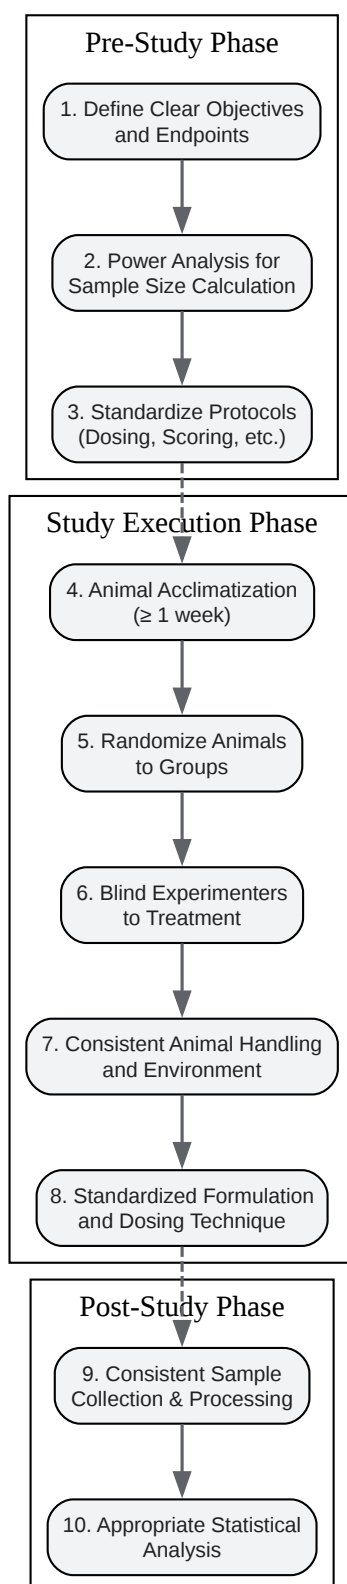 Pre-Study Phase
1. Define Clear Objectives
and Endpoints
2. Power Analysis for
Sample Size Calculation
3. Standardize Protocols
(Dosing, Scoring, etc.)
Study Execution Phase
4. Animal Acclimatization
(≥ 1 week)
5. Randomize Animals
to Groups
6. Blind Experimenters
to Treatment
7. Consistent Animal Handling
and Environment
8. Standardized Formulation
and Dosing Technique
Post-Study Phase
9. Consistent Sample
Collection & Processing
10. Appropriate Statistical
Analysis